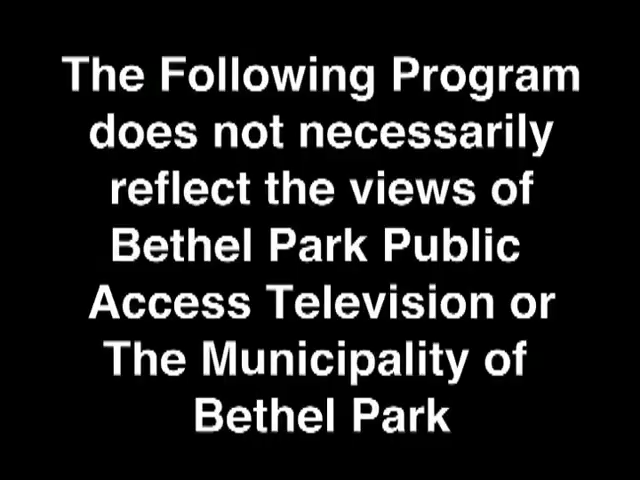 The Following Program
does not necessarily
reflect the views of
Bethel Park Public
Access Television or
The Municipality of
Bethel Park